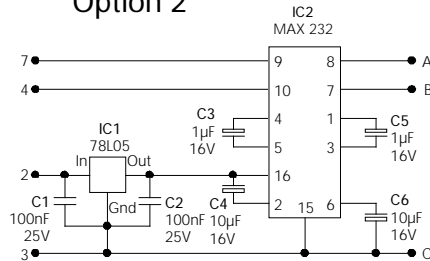 Option 2
IC2
MAX 232
7
9
8
A
4
10
7
B
C3
1µF
16V
4
5
1
3
C5
1µF
16V
IC1
78L05
In
Out
Gnd
2
16
C1
100nF
25V
C2
100nF
25V
C4
10µF
16V
2
15
6
C6
10µF
16V
3
C